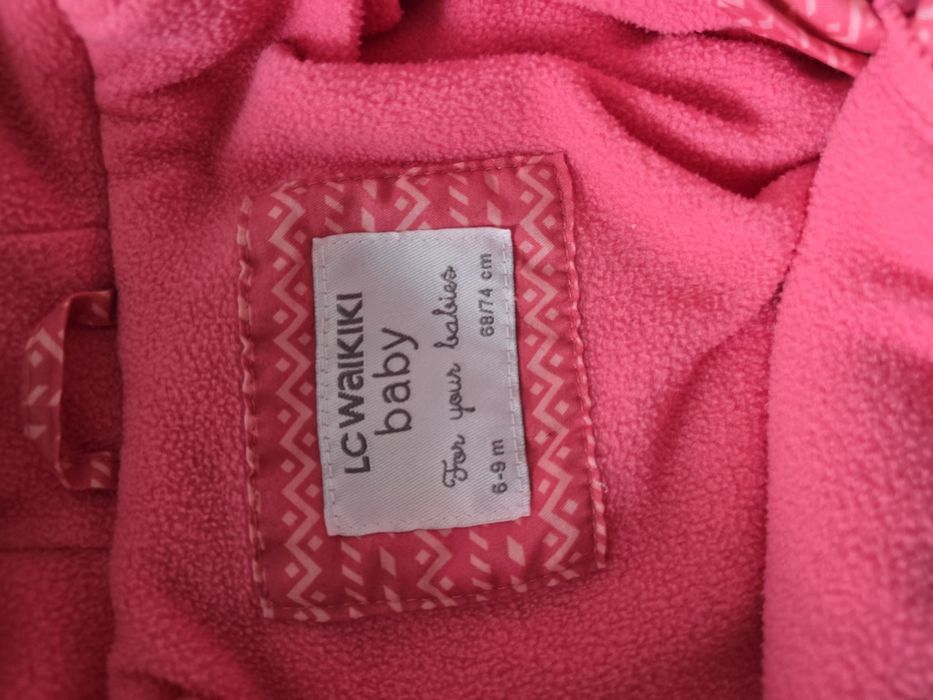 LC WAIKIKI
baby
For your babies
6-9 m 68/74 cm